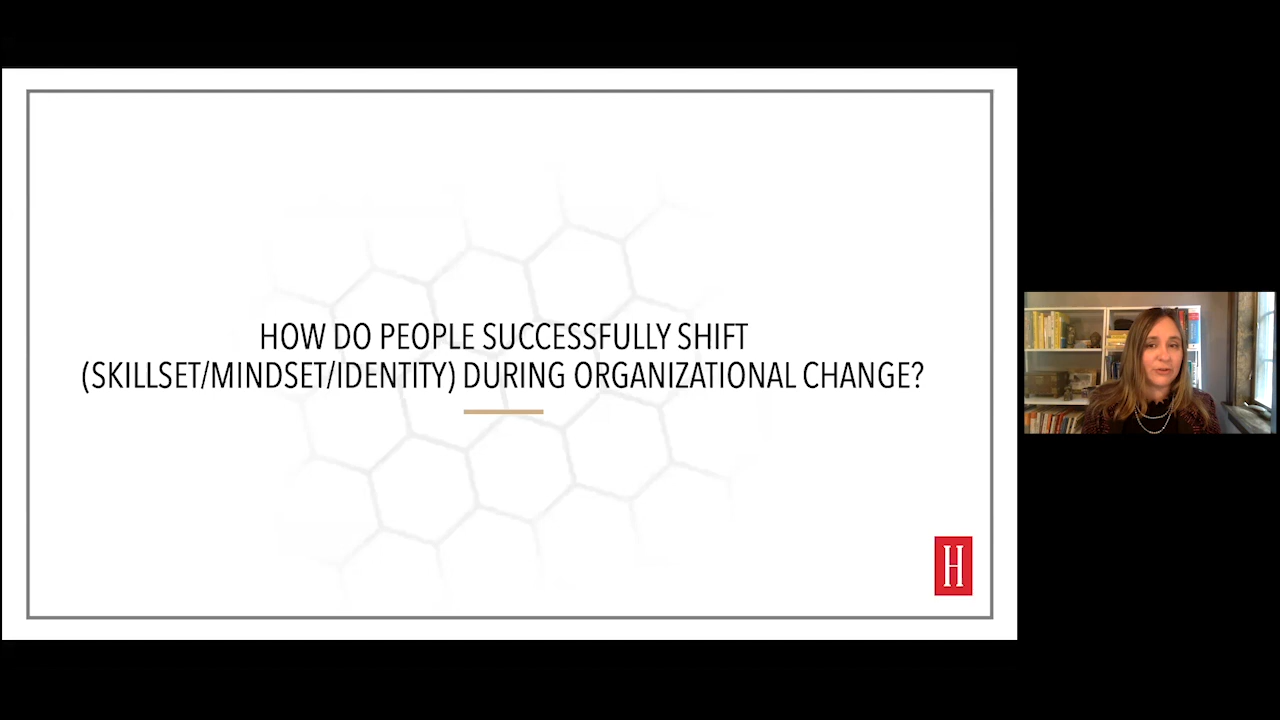 HOW DO PEOPLE SUCCESSFULLY SHIFT
(SKILLSET/MINDSET/IDENTITY) DURING ORGANIZATIONAL CHANGE?
H